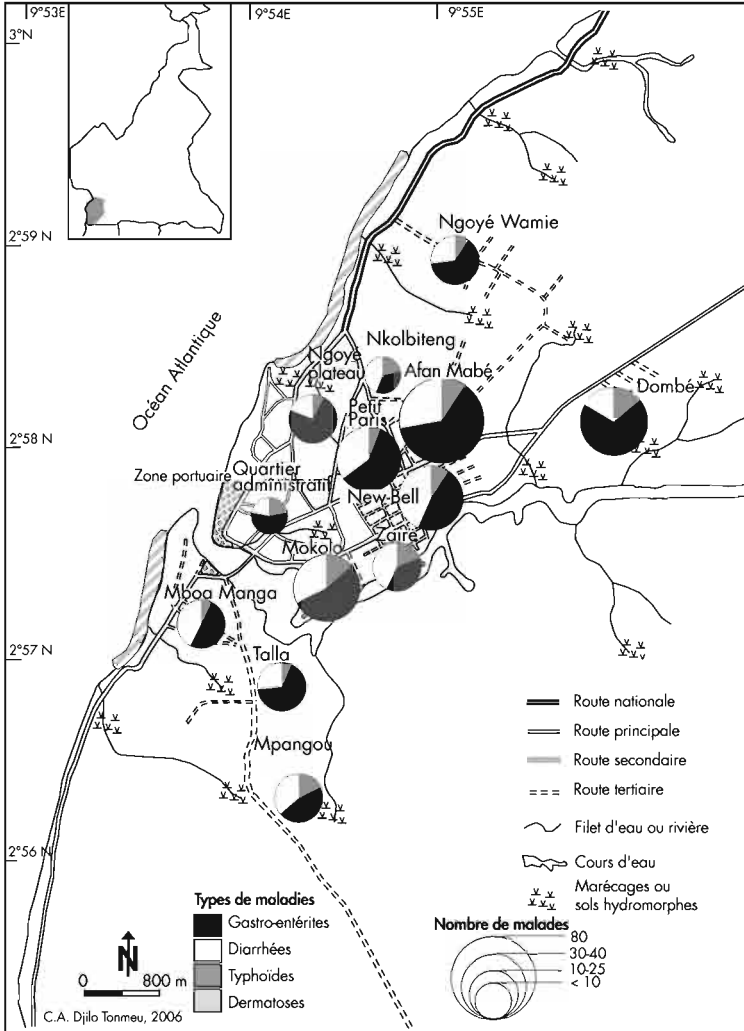 9°53E
9°54E
9°55E
3°N
2°59 N
Ngoyé Wamie
Océan Atlantique
Nkolbiteng
Ngoyé
plateau
Afan Mabé
Dombé
Petit
Paris
2°58 N
Zone portuaire
Quartier
administratif
New-Bell
Mokolo
Zaïre
Mboa Manga
2°57 N
Talla
Mpangou
2°56 N
Route nationale
Route principale
Route secondaire
Route tertiaire
Filet d'eau ou rivière
Cours d'eau
Marécages ou
sols hydromorphes
Types de maladies
Gastro-entérites
Diarrhées
Typhoïdes
Dermatoses
Nombre de malades
80
30-40
10-25
< 10
N
0 800 m
C.A. Djilo Tonmeu, 2006